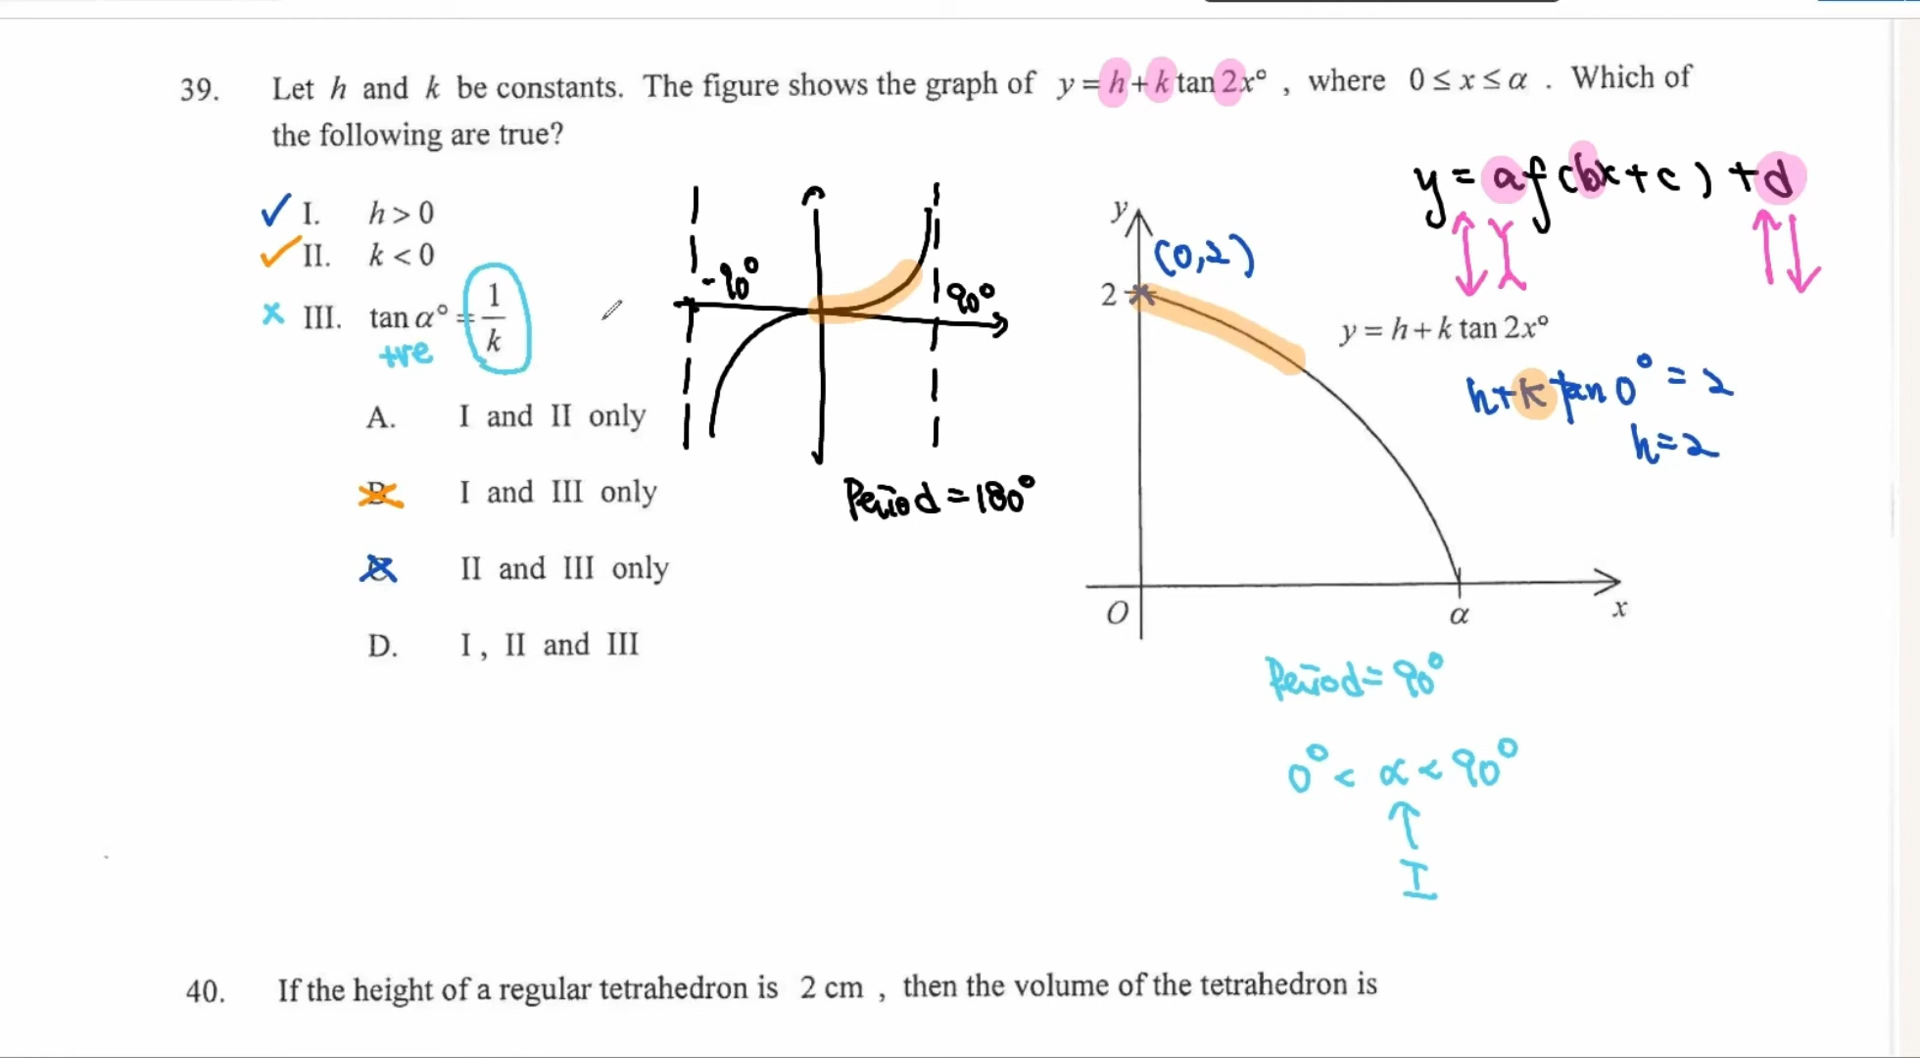 39. Let h and k be constants. The figure shows the graph of y = h + k tan 2x° , where 0 ≤ x ≤ α . Which of
the following are true?
y = af(bx+c) + d
✓ I. h > 0
✓ II. k < 0
x III. tan α° = 1/k
+ve
-90°
90°
Period = 180°
y
(0,2)
2
y = h + k tan 2x°
h+k tan 0° = 2
h=2
O
α
x
Period = 90°
0° < α < 90°
↑
I
A. I and II only
B. I and III only
C. II and III only
D. I , II and III
40. If the height of a regular tetrahedron is 2 cm , then the volume of the tetrahedron is